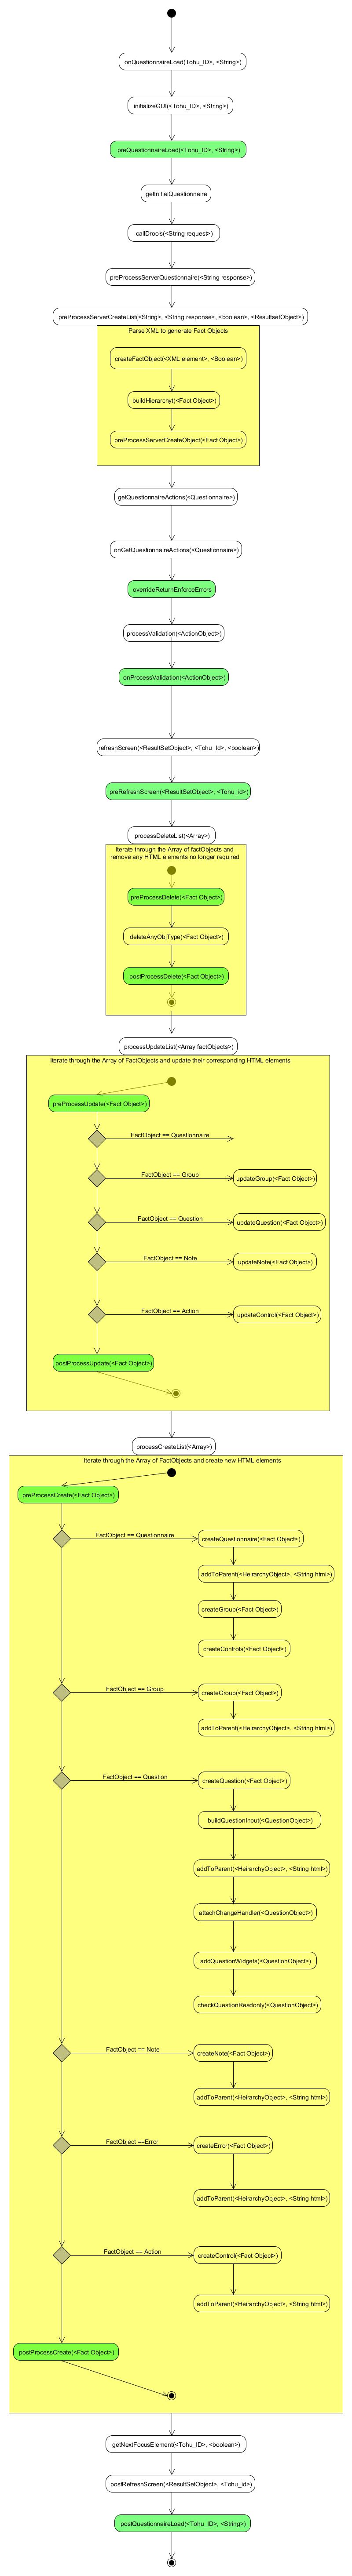 onQuestionnaireLoad(Tohu_ID>, <String>)
initializeGUI(<Tohu_ID>, <String>)
preQuestionnaireLoad(<Tohu_ID>, <String>)
getInitialQuestionnaire
callDrools(<String request>)
preProcessServerQuestionnaire(<String response>)
preProcessServerCreateList(<String>, <String response>, <boolean>, <ResultsetObject>)
Parse XML to generate Fact Objects
createFactObject(<XML element>, <Boolean>)
buildHierarchyt(<Fact Object>)
preProcessServerCreateObject(<Fact Object>)
getQuestionnaireActions(<Questionnaire>)
onGetQuestionnaireActions(<Questionnaire>)
overrideReturnEnforceErrors
processValidation(<ActionObject>)
onProcessValidation(<ActionObject>)
refreshScreen(<ResultSetObject>, <Tohu_Id>, <boolean>)
preRefreshScreen(<ResultSetObject>, <Tohu_id>)
processDeleteList(<Array>)
Iterate through the Array of factObjects and
remove any HTML elements no longer required
preProcessDelete(<Fact Object>)
deleteAnyObjType(<Fact Object>)
postProcessDelete(<Fact Object>)
processUpdateList(<Array factObjects>)
Iterate through the Array of FactObjects and update their corresponding HTML elements
preProcessUpdate(<Fact Object>)
FactObject == Questionnaire
FactObject == Group
updateGroup(<Fact Object>)
FactObject == Question
updateQuestion(<Fact Object>)
FactObject == Note
updateNote(<Fact Object>)
FactObject == Action
updateControl(<Fact Object>)
postProcessUpdate(<Fact Object>)
processCreateList(<Array>)
Iterate through the Array of FactObjects and create new HTML elements
preProcessCreate(<Fact Object>)
FactObject == Questionnaire
createQuestionnaire(<Fact Object>)
addToParent(<HeirarchyObject>, <String html>)
createGroup(<Fact Object>)
createControls(<Fact Object>)
FactObject == Group
createGroup(<Fact Object>)
addToParent(<HeirarchyObject>, <String html>)
FactObject == Question
createQuestion(<Fact Object>)
buildQuestionInput(<QuestionObject>)
addToParent(<HeirarchyObject>, <String html>)
attachChangeHandler(<QuestionObject>)
addQuestionWidgets(<QuestionObject>)
checkQuestionReadonly(<QuestionObject>)
FactObject == Note
createNote(<Fact Object>)
addToParent(<HeirarchyObject>, <String html>)
FactObject ==Error
createError(<Fact Object>)
addToParent(<HeirarchyObject>, <String html>)
FactObject == Action
createControl(<Fact Object>)
addToParent(<HeirarchyObject>, <String html>)
postProcessCreate(<Fact Object>)
getNextFocusElement(<Tohu_ID>, <boolean>)
postRefreshScreen(<ResultSetObject>, <Tohu_id>)
postQuestionnaireLoad(<Tohu_ID>, <String>)